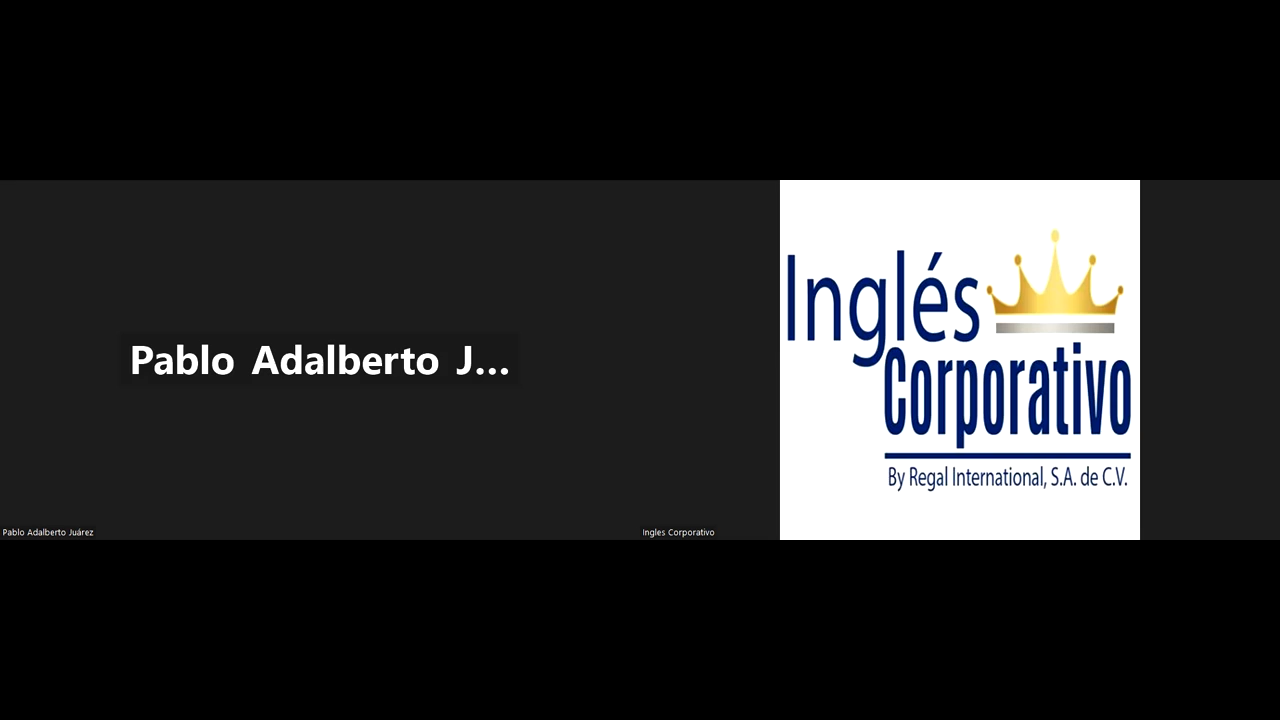 Pablo Adalberto J...
Pablo Adalberto Juárez
Inglés
Corporativo
By Regal International, S.A. de C.V.
Ingles Corporativo